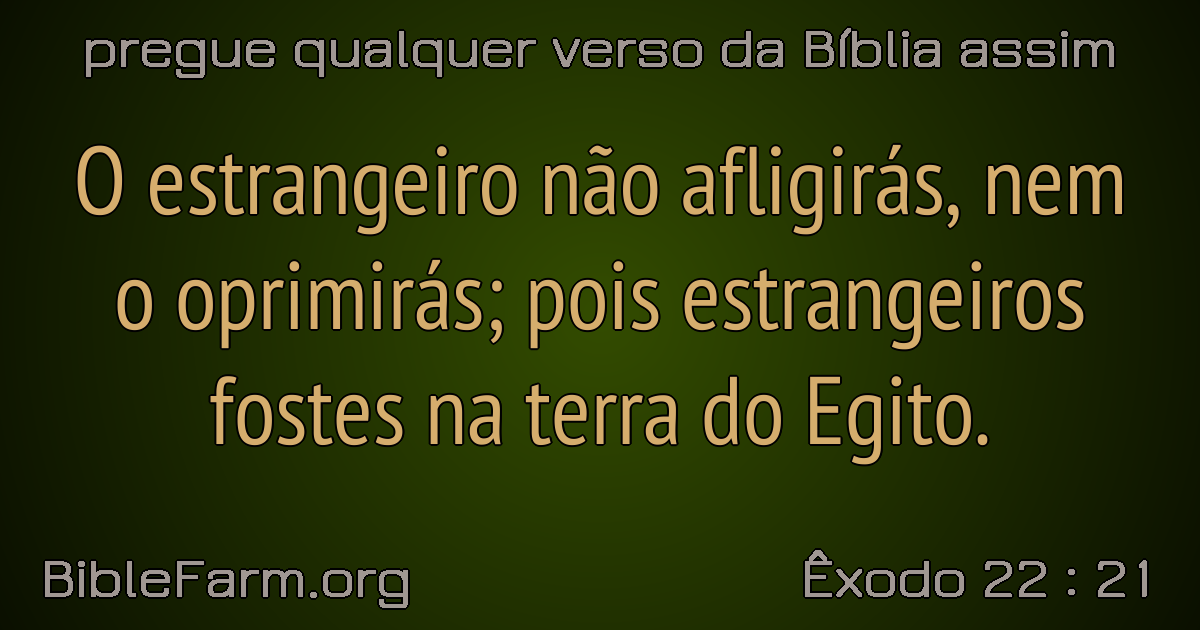 pregue qualquer verso da Bíblia assim
O estrangeiro não afligirás, nem
o oprimirás; pois estrangeiros
fostes na terra do Egito.
BibleFarm.org
Êxodo 22 : 21